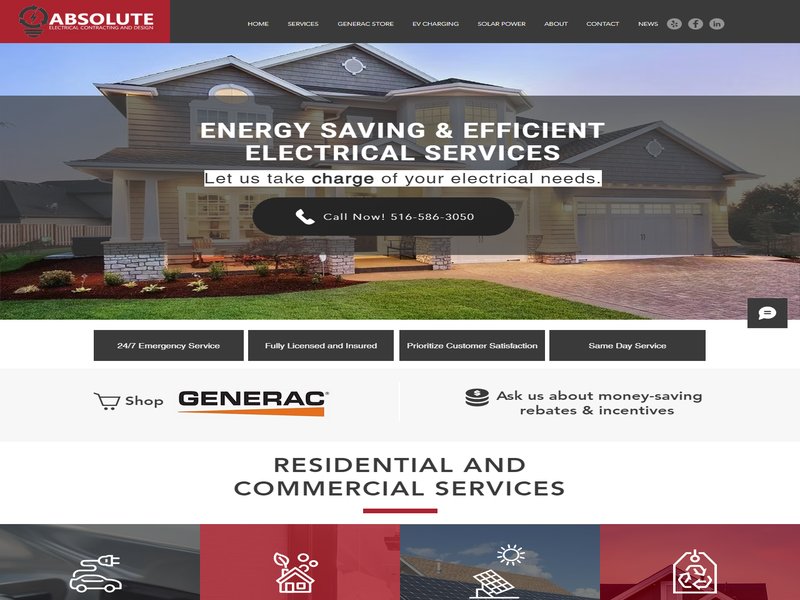 ABSOLUTE
ELECTRICAL CONTRACTING AND DESIGN
HOME SERVICES GENERAC STORE EV CHARGING SOLAR POWER ABOUT CONTACT NEWS
ENERGY SAVING & EFFICIENT
ELECTRICAL SERVICES
Let us take charge of your electrical needs.
Call Now! 516-586-3050
24/7 Emergency Service
Fully Licensed and Insured
Prioritize Customer Satisfaction
Same Day Service
Shop GENERAC®
Ask us about money-saving
rebates & incentives
RESIDENTIAL AND
COMMERCIAL SERVICES